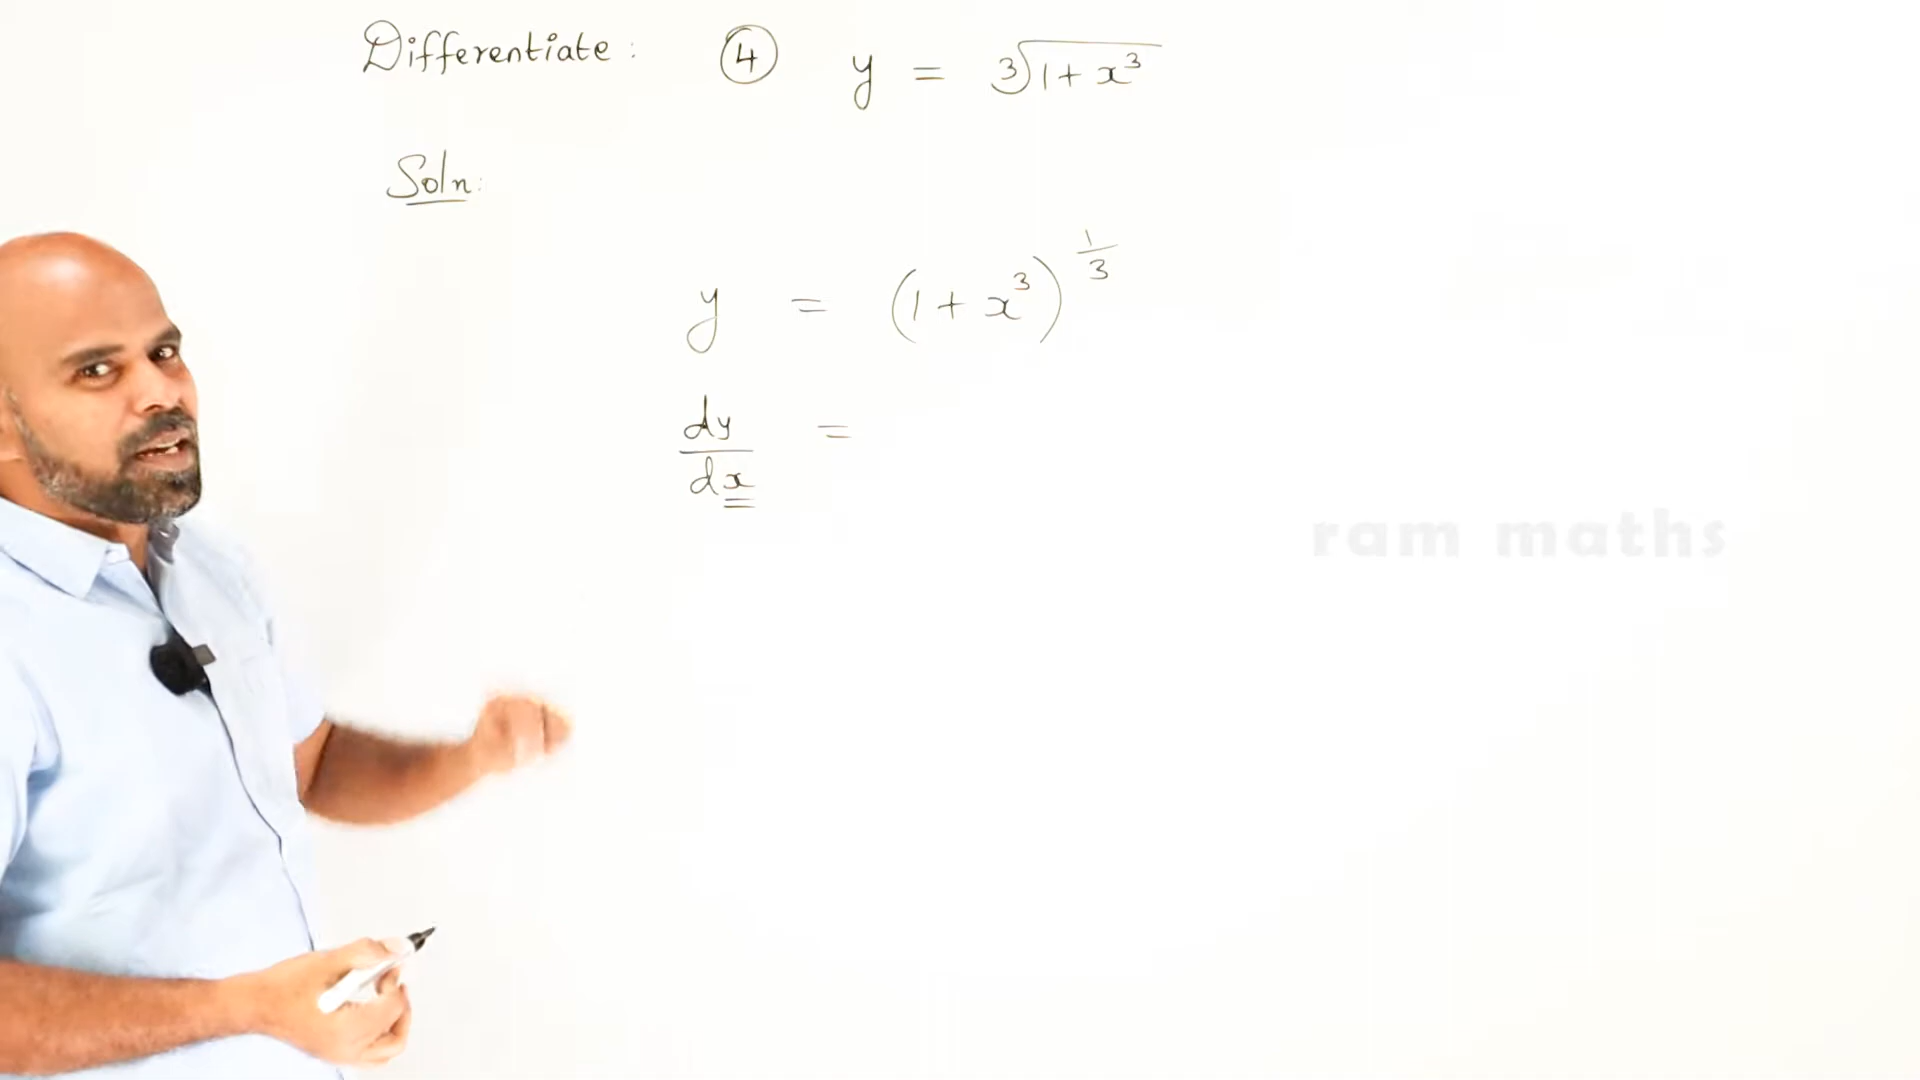 Differentiate: ④ y = ∛(1+x³)
Soln:
y = (1+x³)^(1/3)
dy/dx =
ram maths